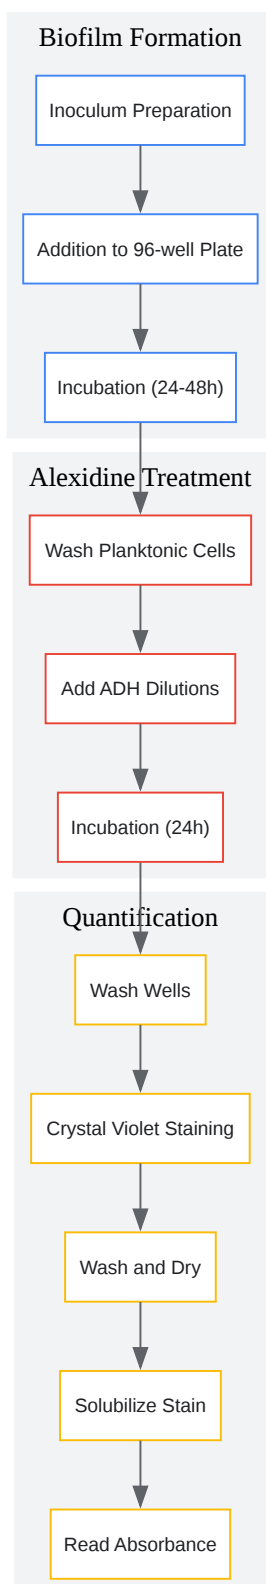 Biofilm Formation
Inoculum Preparation
Addition to 96-well Plate
Incubation (24-48h)
Alexidine Treatment
Wash Planktonic Cells
Add ADH Dilutions
Incubation (24h)
Quantification
Wash Wells
Crystal Violet Staining
Wash and Dry
Solubilize Stain
Read Absorbance